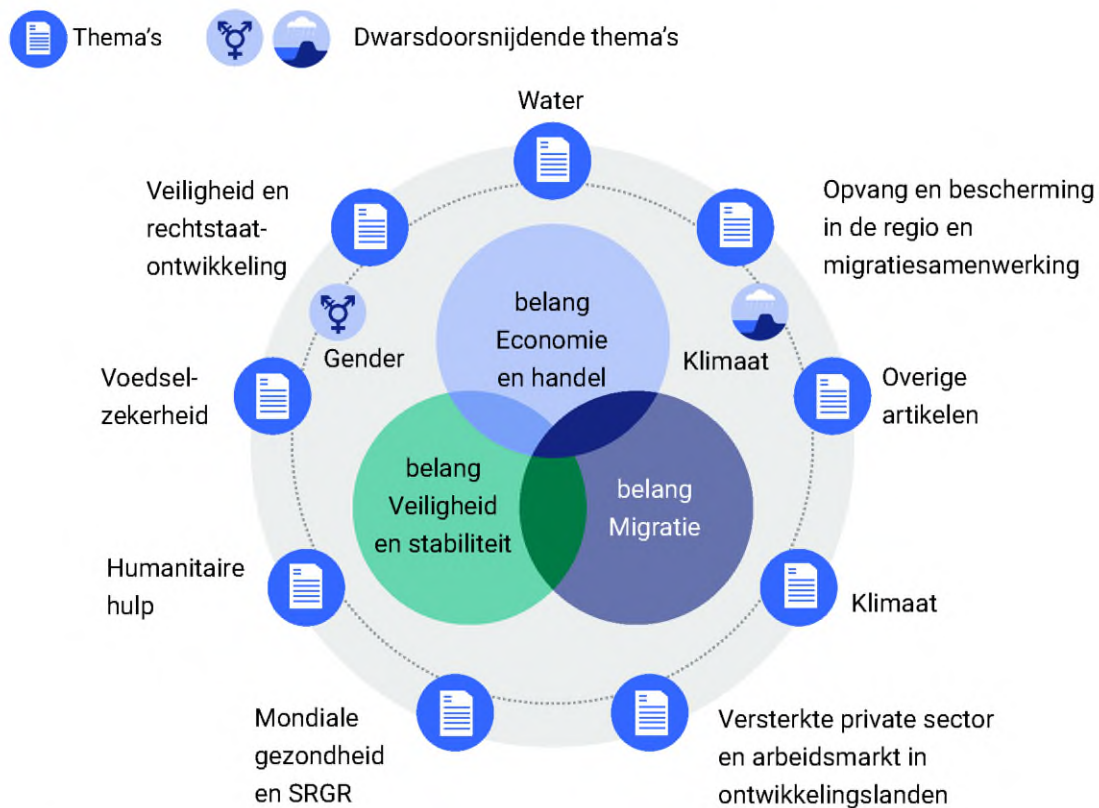 Thema's
Dwarsdoorsnijdende thema's
Water
Veiligheid en
rechtstaat-
ontwikkeling
Opvang en bescherming
in de regio en
migratiesamenwerking
belang
Economie
en handel
Gender
Klimaat
Voedsel-
zekerheid
Overige
artikelen
belang
Veiligheid
en stabiliteit
belang
Migratie
Humanitaire
hulp
Klimaat
Mondiale
gezondheid
en SRGR
Versterkte private sector
en arbeidsmarkt in
ontwikkelingslanden